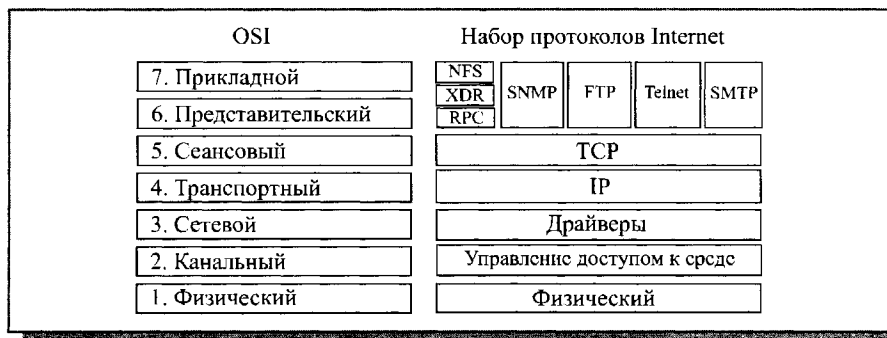 OSI
Набор протоколов Internet
7. Прикладной
6. Представительский
5. Сеансовый
4. Транспортный
3. Сетевой
2. Канальный
1. Физический
NFS
XDR
RPC
SNMP
FTP
Telnet
SMTP
TCP
IP
Драйверы
Управление доступом к среде
Физический